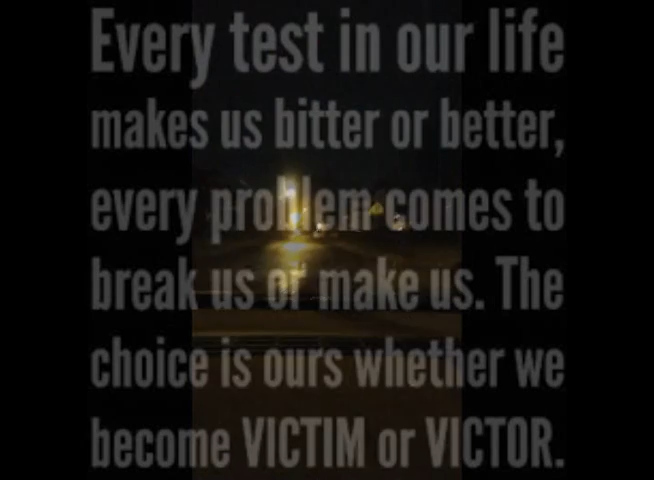 Every test in our life
makes us bitter or better,
every problem comes to
break us or make us. The
choice is ours whether we
become VICTIM or VICTOR.